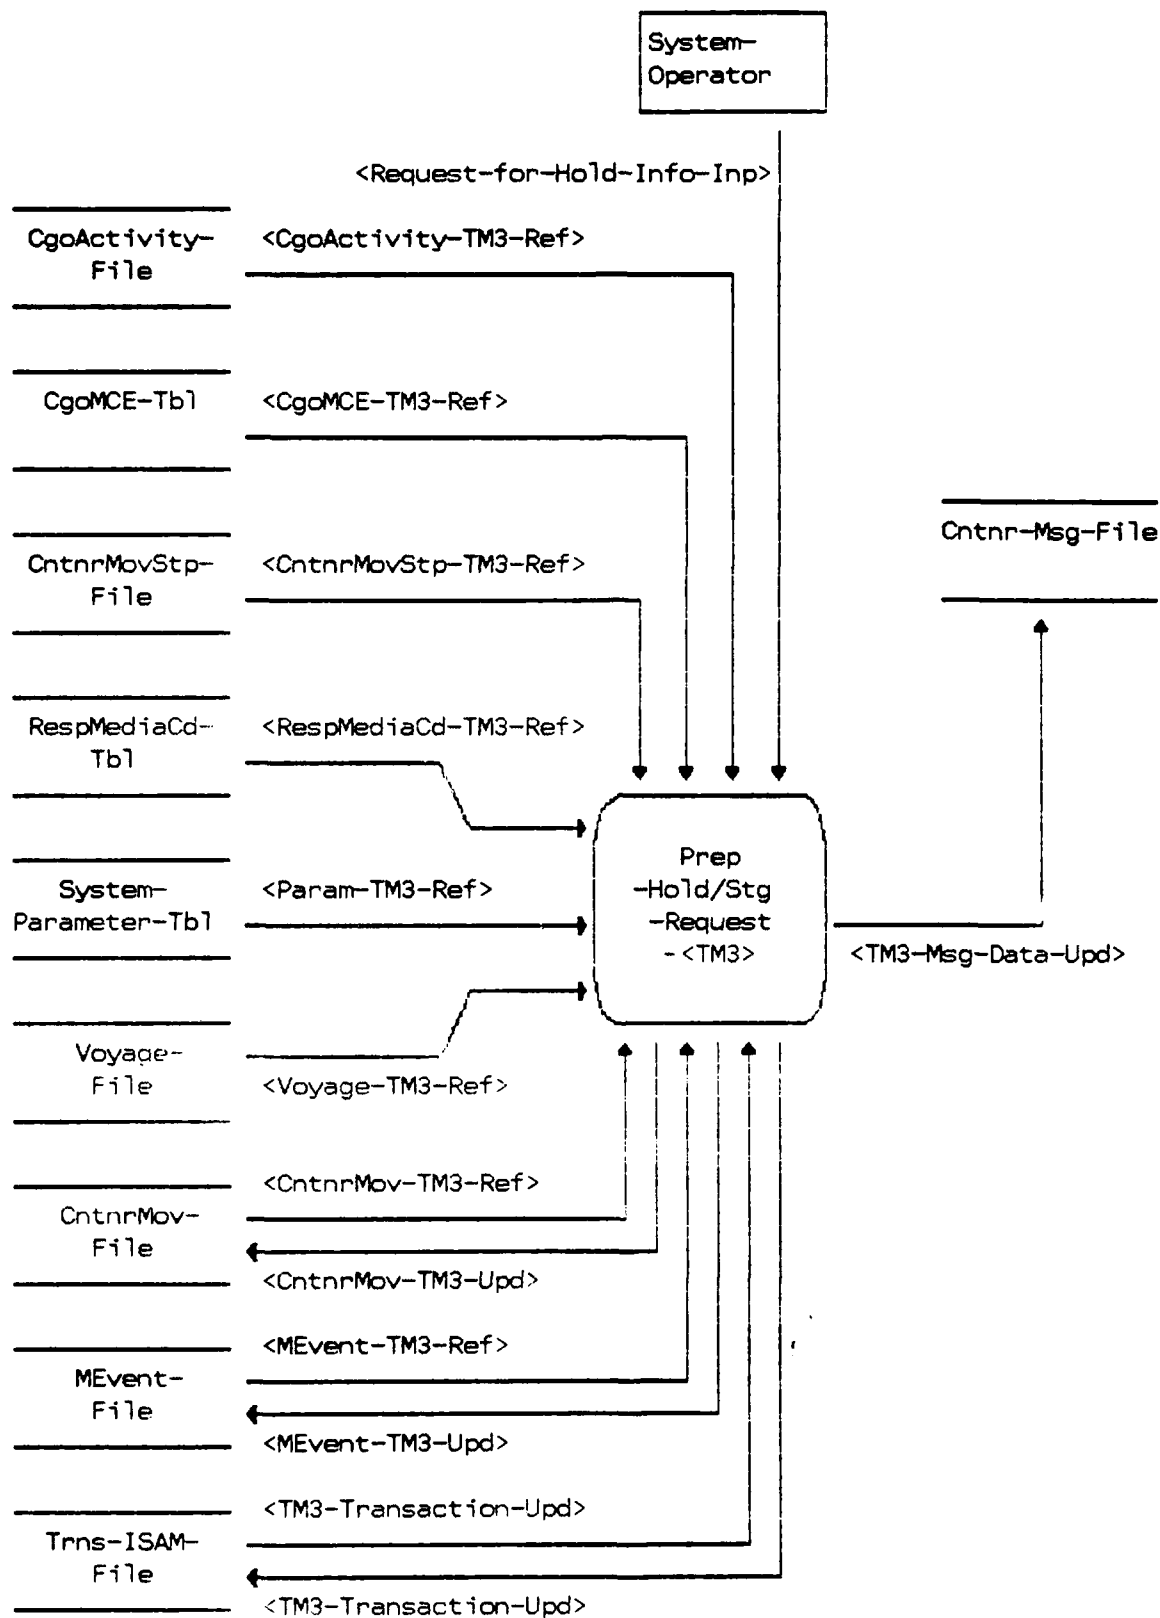 System-
Operator
<Request-for-Hold-Info-Inp>
CgoActivity-
File
<CgoActivity-TM3-Ref>
CgoMCE-Tbl
<CgoMCE-TM3-Ref>
Cntnr-Msg-File
CntnrMovStp-
File
<CntnrMovStp-TM3-Ref>
RespMediaCd-
Tbl
<RespMediaCd-TM3-Ref>
System-
Parameter-Tbl
<Param-TM3-Ref>
Prep
-Hold/Stg
-Request
-<TM3>
<TM3-Msg-Data-Upd>
Voyage-
File
<Voyage-TM3-Ref>
<CntnrMov-TM3-Ref>
CntnrMov-
File
<CntnrMov-TM3-Upd>
<MEvent-TM3-Ref>
MEvent-
File
<MEvent-TM3-Upd>
<TM3-Transaction-Upd>
Trns-ISAM-
File
<TM3-Transaction-Upd>